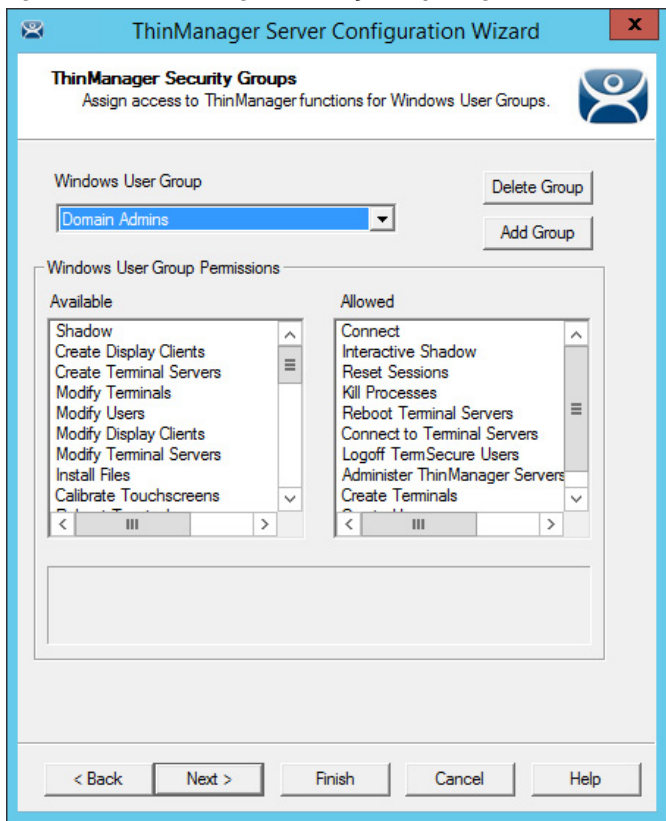 ThinManager Server Configuration Wizard
x
ThinManager Security Groups
Assign access to ThinManager functions for Windows User Groups.
Windows User Group
Delete Group
Domain Admins
Add Group
Windows User Group Permissions
Available
Allowed
Shadow
Create Display Clients
Create Terminal Servers
Modify Terminals
Modify Users
Modify Display Clients
Modify Terminal Servers
Install Files
Calibrate Touchscreens
Connect
Interactive Shadow
Reset Sessions
Kill Processes
Reboot Terminal Servers
Connect to Terminal Servers
Logoff TermSecure Users
Administer ThinManager Servers
Create Terminals
< Back
Next >
Finish
Cancel
Help